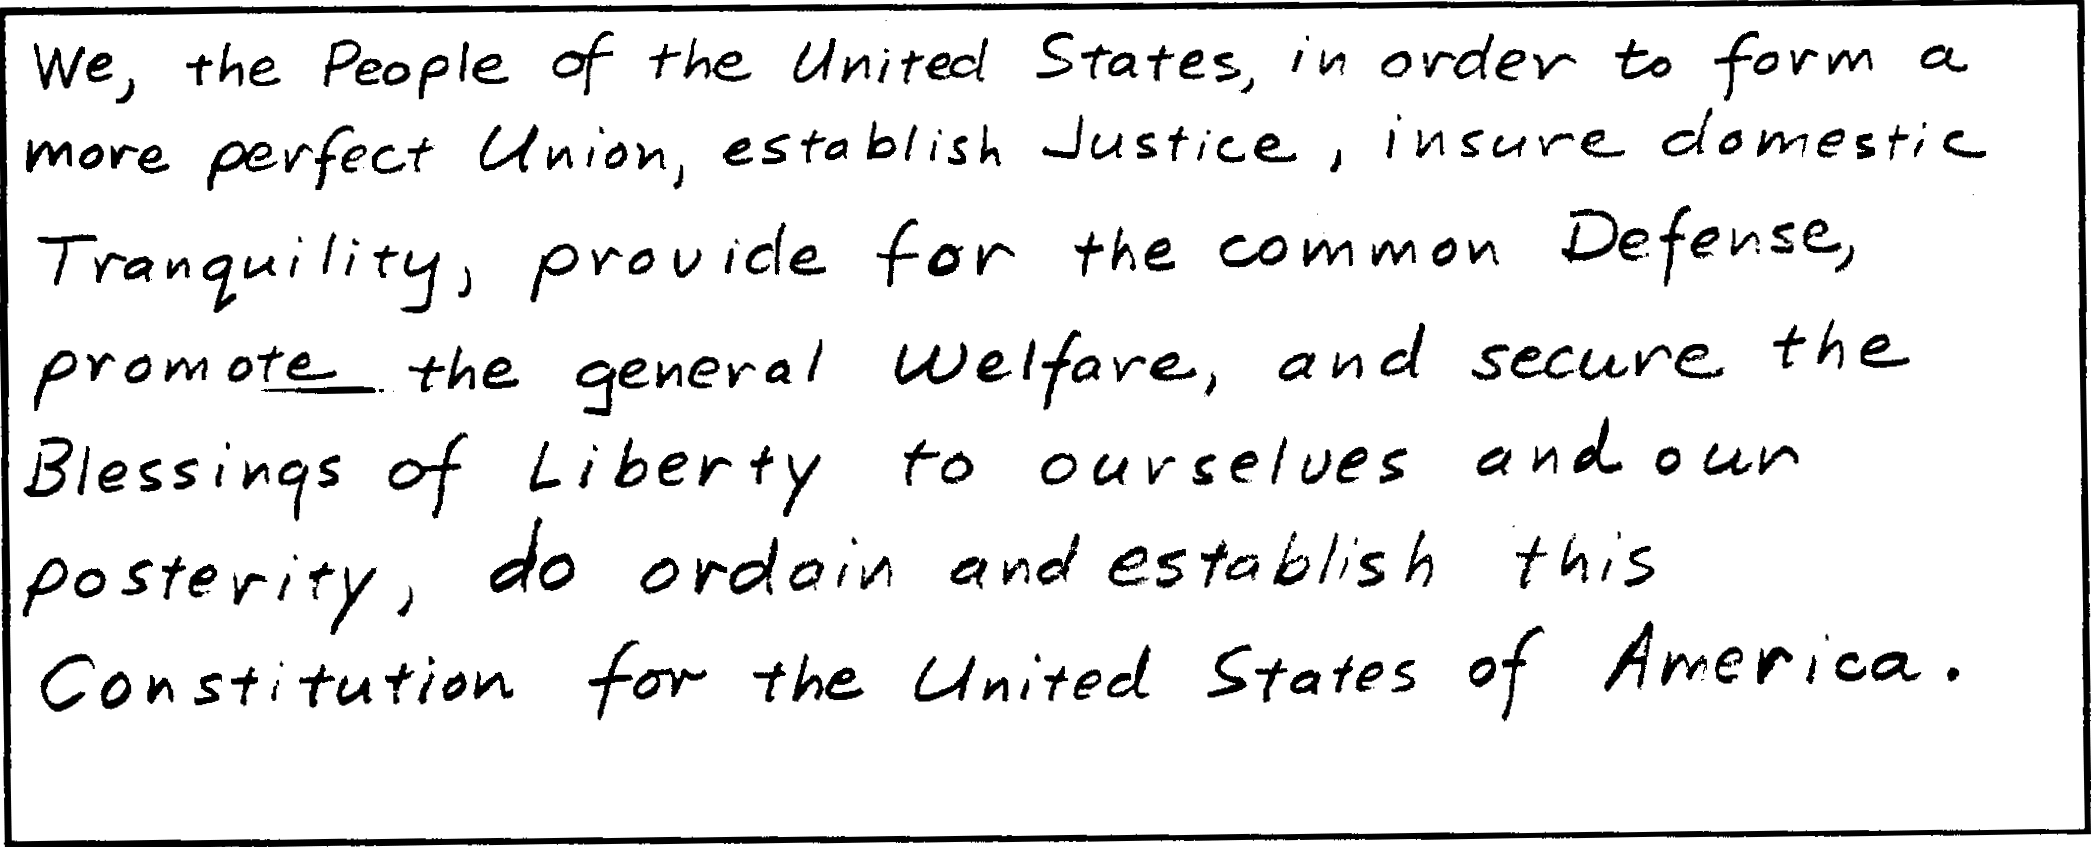 We, the People of the United States, in order to form a
more perfect Union, establish Justice, insure domestic
Tranquility, provide for the common Defense,
promote the general Welfare, and secure the
Blessings of Liberty to ourselves and our
posterity, do ordain and establish this
Constitution for the United States of America.